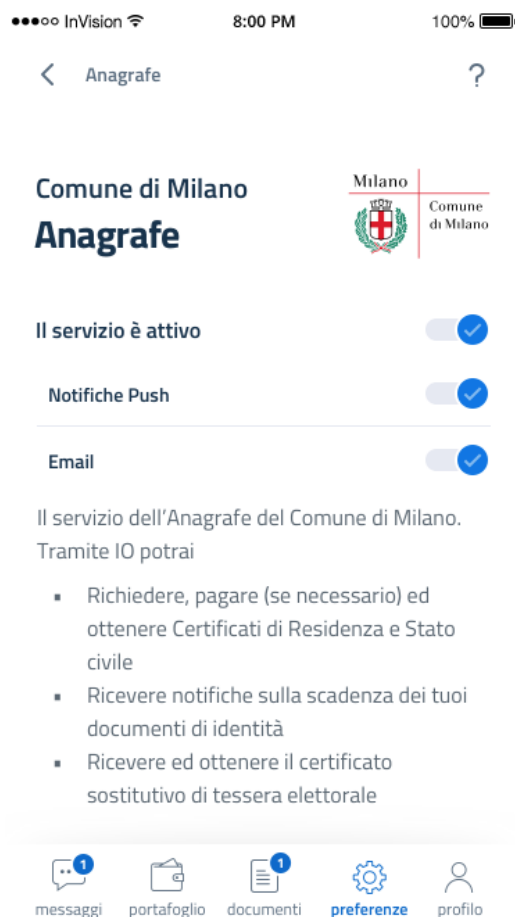 InVision 8:00 PM 100%
Anagrafe ?
Comune di Milano
Anagrafe
Milano
Comune
di Milano
Il servizio è attivo
Notifiche Push
Email
Il servizio dell'Anagrafe del Comune di Milano.
Tramite IO potrai
▪ Richiedere, pagare (se necessario) ed
ottenere Certificati di Residenza e Stato
civile
▪ Ricevere notifiche sulla scadenza dei tuoi
documenti di identità
▪ Ricevere ed ottenere il certificato
sostitutivo di tessera elettorale
1 1
messaggi portafoglio documenti preferenze profilo